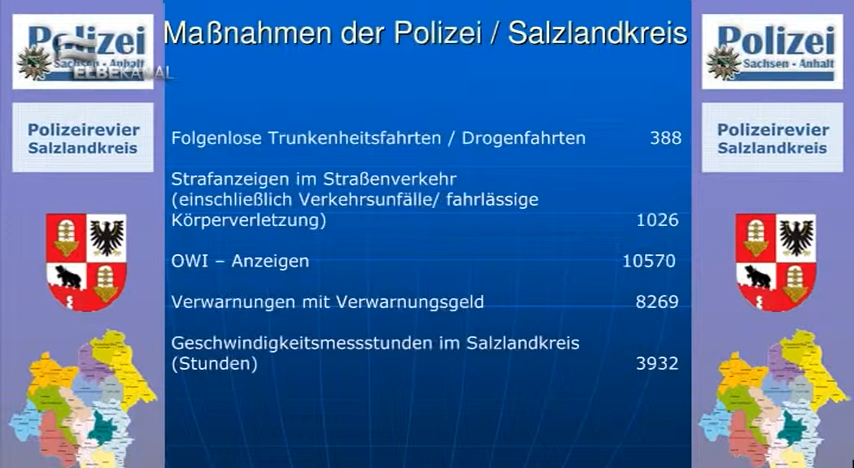 Polizei
Sachsen - Anhalt
ELBEKANAL
Polizeirevier
Salzlandkreis
Maßnahmen der Polizei / Salzlandkreis
Folgenlose Trunkenheitsfahrten / Drogenfahrten 388
Strafanzeigen im Straßenverkehr
(einschließlich Verkehrsunfälle/ fahrlässige
Körperverletzung) 1026
OWI – Anzeigen 10570
Verwarnungen mit Verwarnungsgeld 8269
Geschwindigkeitsmessstunden im Salzlandkreis
(Stunden) 3932
Polizei
Sachsen - Anhalt
Polizeirevier
Salzlandkreis